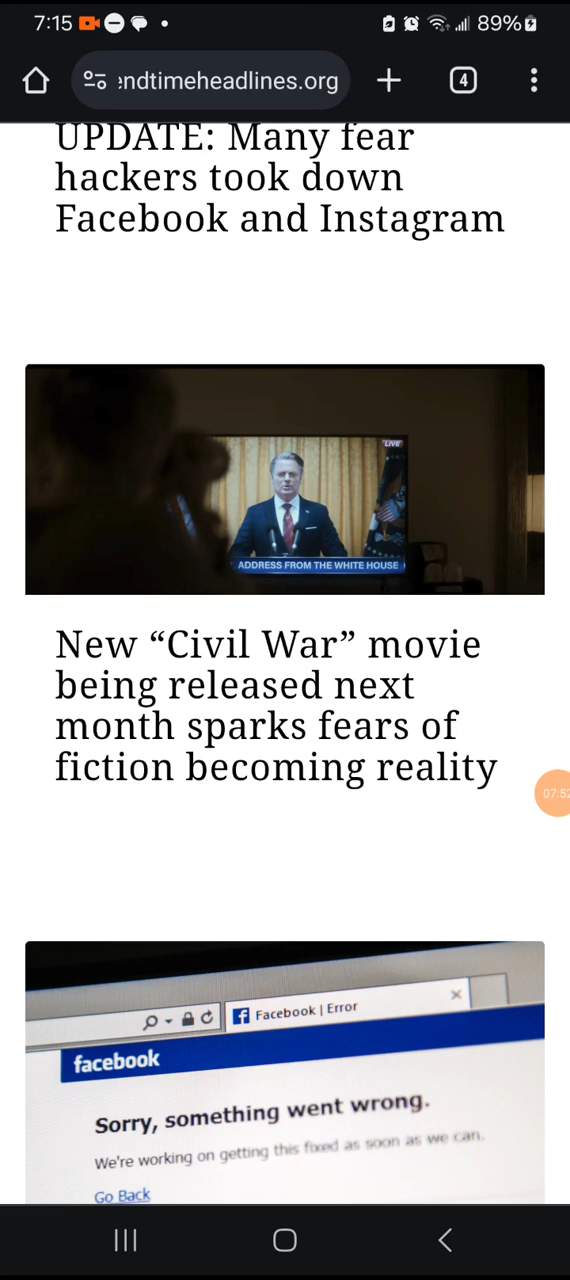 7:15
89%
endtimeheadlines.org
4
UPDATE: Many fear
hackers took down
Facebook and Instagram
LIVE
ADDRESS FROM THE WHITE HOUSE
New “Civil War” movie
being released next
month sparks fears of
fiction becoming reality
07:52
Facebook | Error
facebook
Sorry, something went wrong.
We're working on getting this fixed as soon as we can.
Go Back